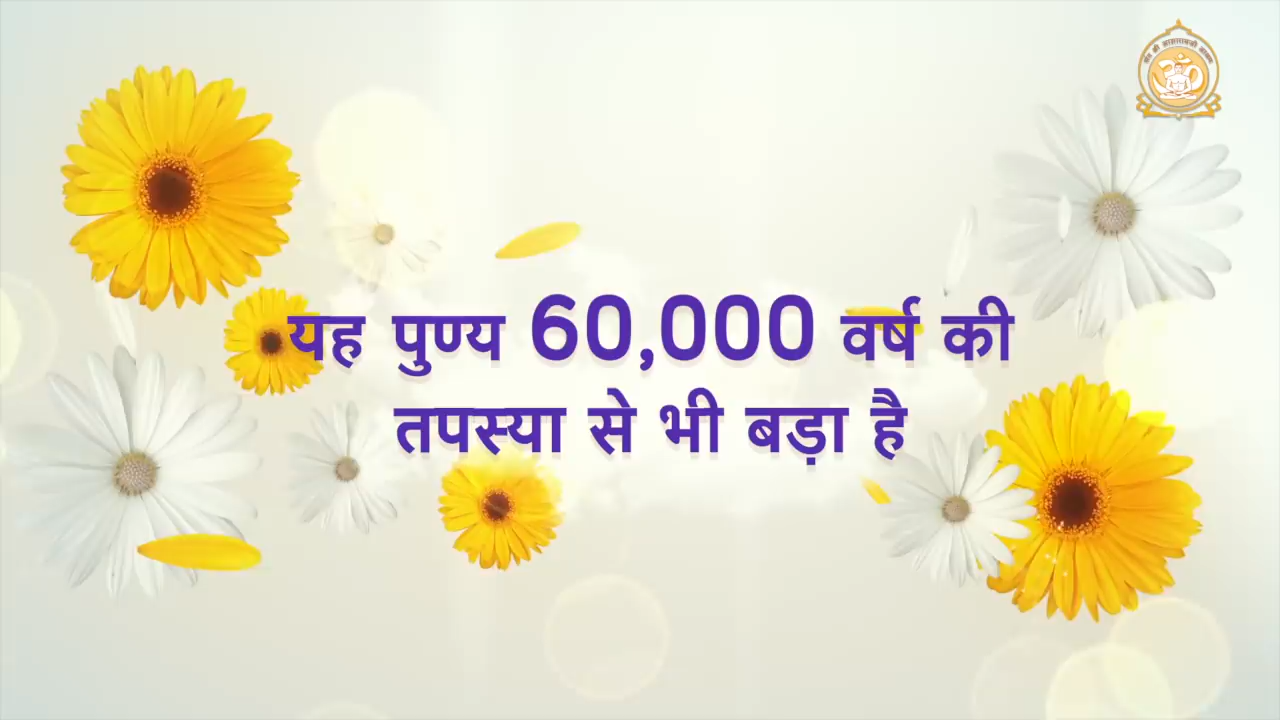 यह पुण्य 60,000 वर्ष की
तपस्या से भी बड़ा है